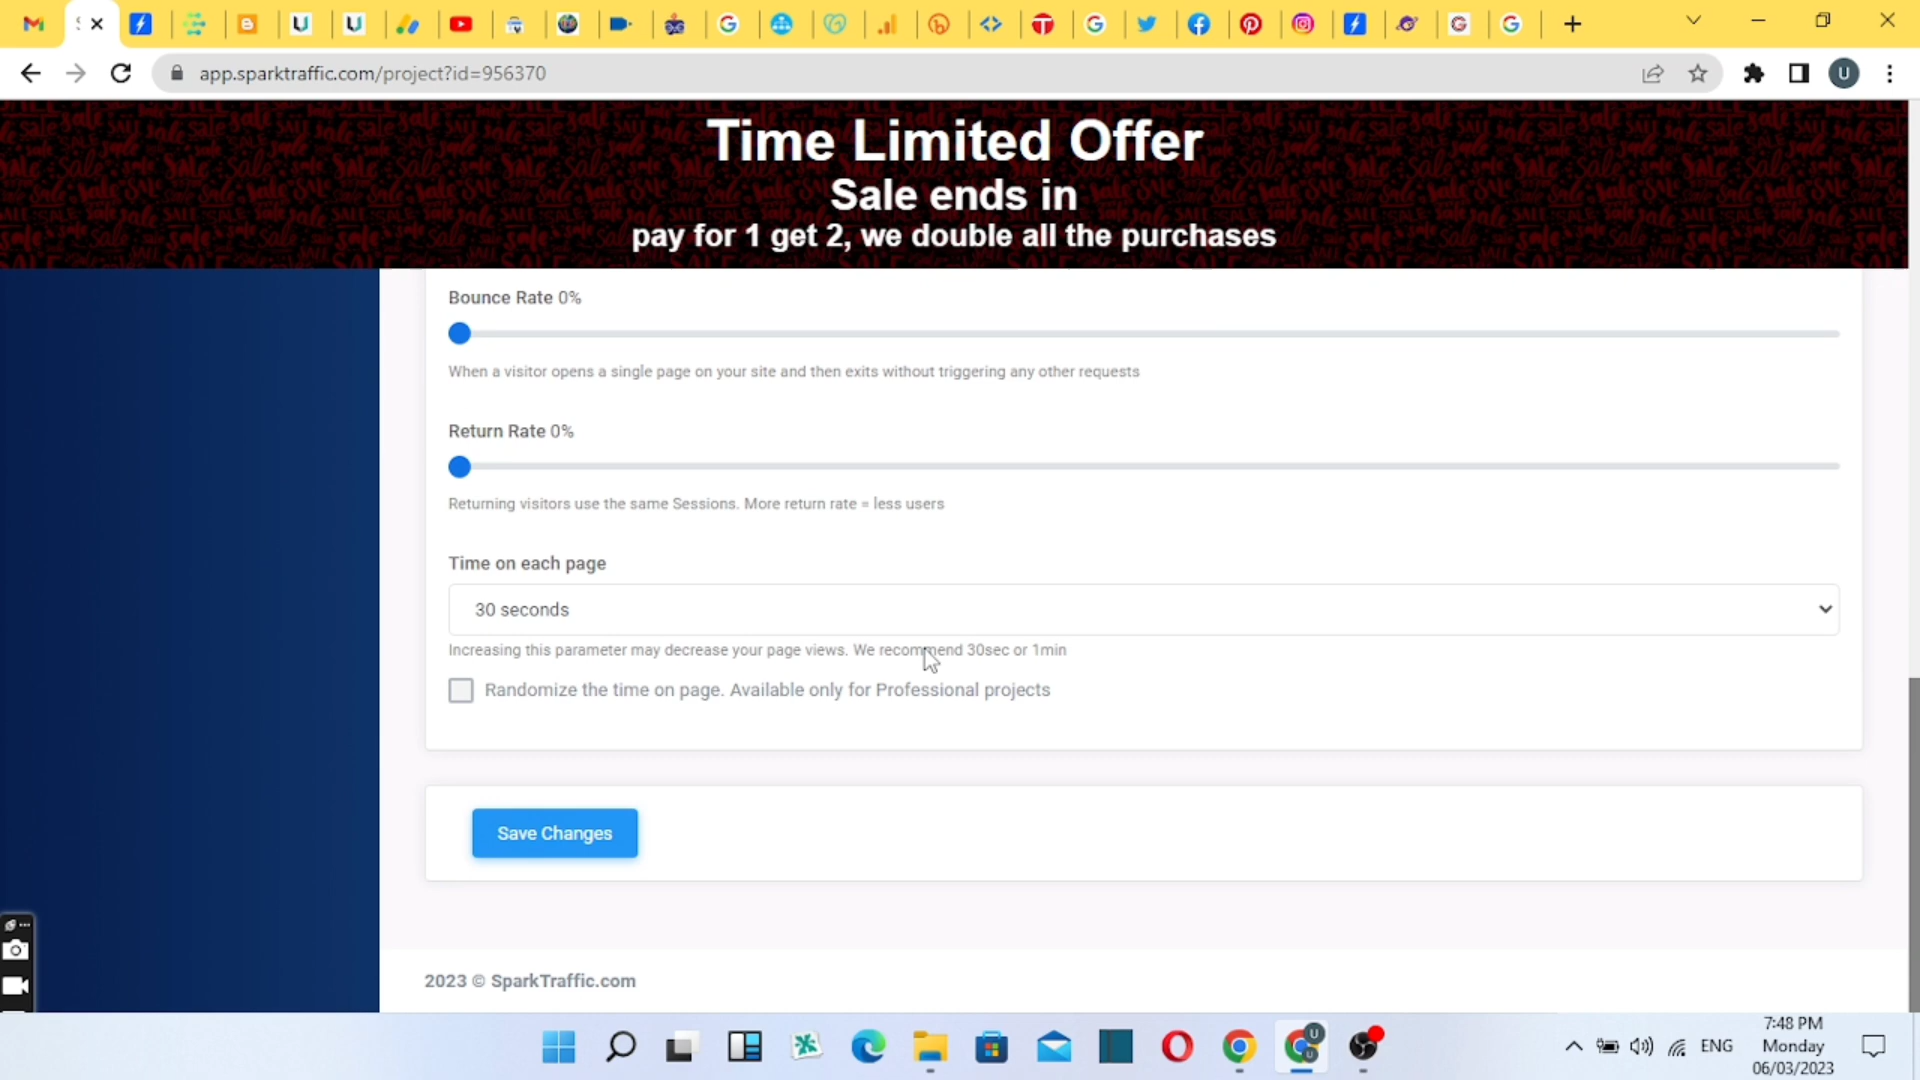 app.sparktraffic.com/project?id=956370
U
Time Limited Offer
Sale ends in
pay for 1 get 2, we double all the purchases
Bounce Rate 0%
When a visitor opens a single page on your site and then exits without triggering any other requests
Return Rate 0%
Returning visitors use the same Sessions. More return rate = less users
Time on each page
30 seconds
Increasing this parameter may decrease your page views. We recommend 30sec or 1min
Randomize the time on page. Available only for Professional projects
Save Changes
2023 © SparkTraffic.com
ENG
7:48 PM
Monday
06/03/2023